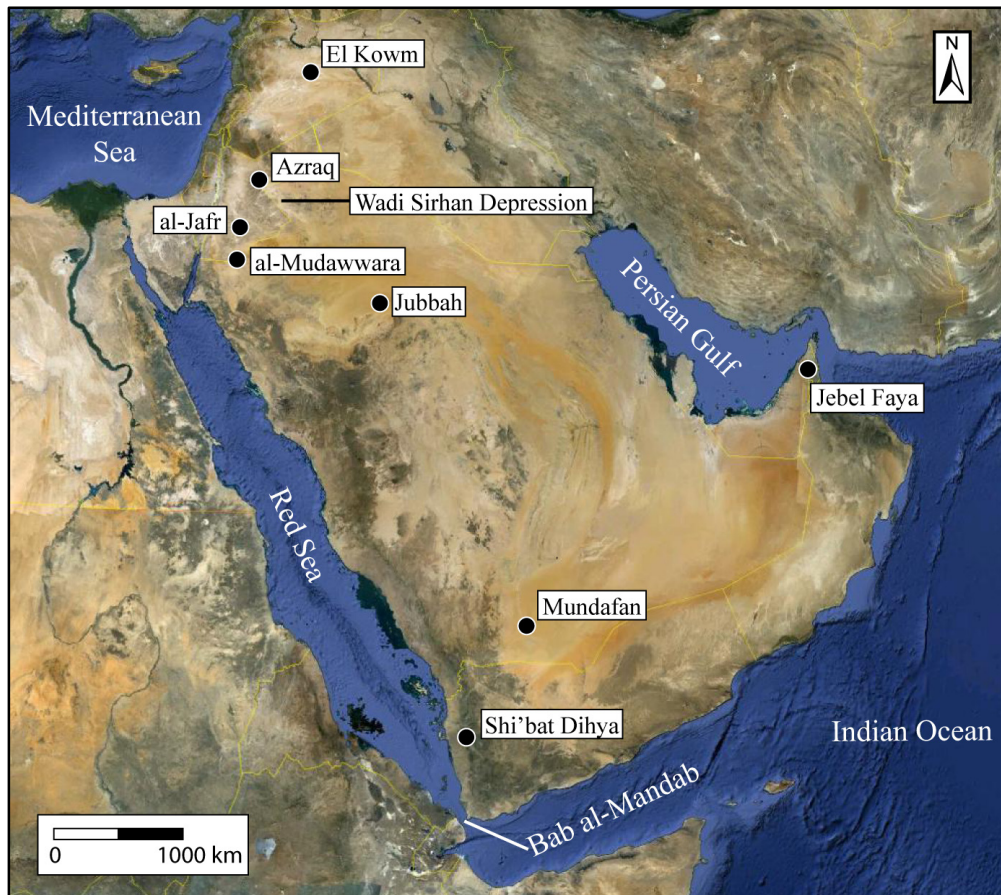 El Kowm
N
Mediterranean
Sea
Azraq
Wadi Sirhan Depression
al-Jafr
al-Mudawwara
Jubbah
Persian Gulf
Jebel Faya
Red Sea
Mundafan
Shi’bat Dihya
Indian Ocean
Bab al-Mandab
0 1000 km